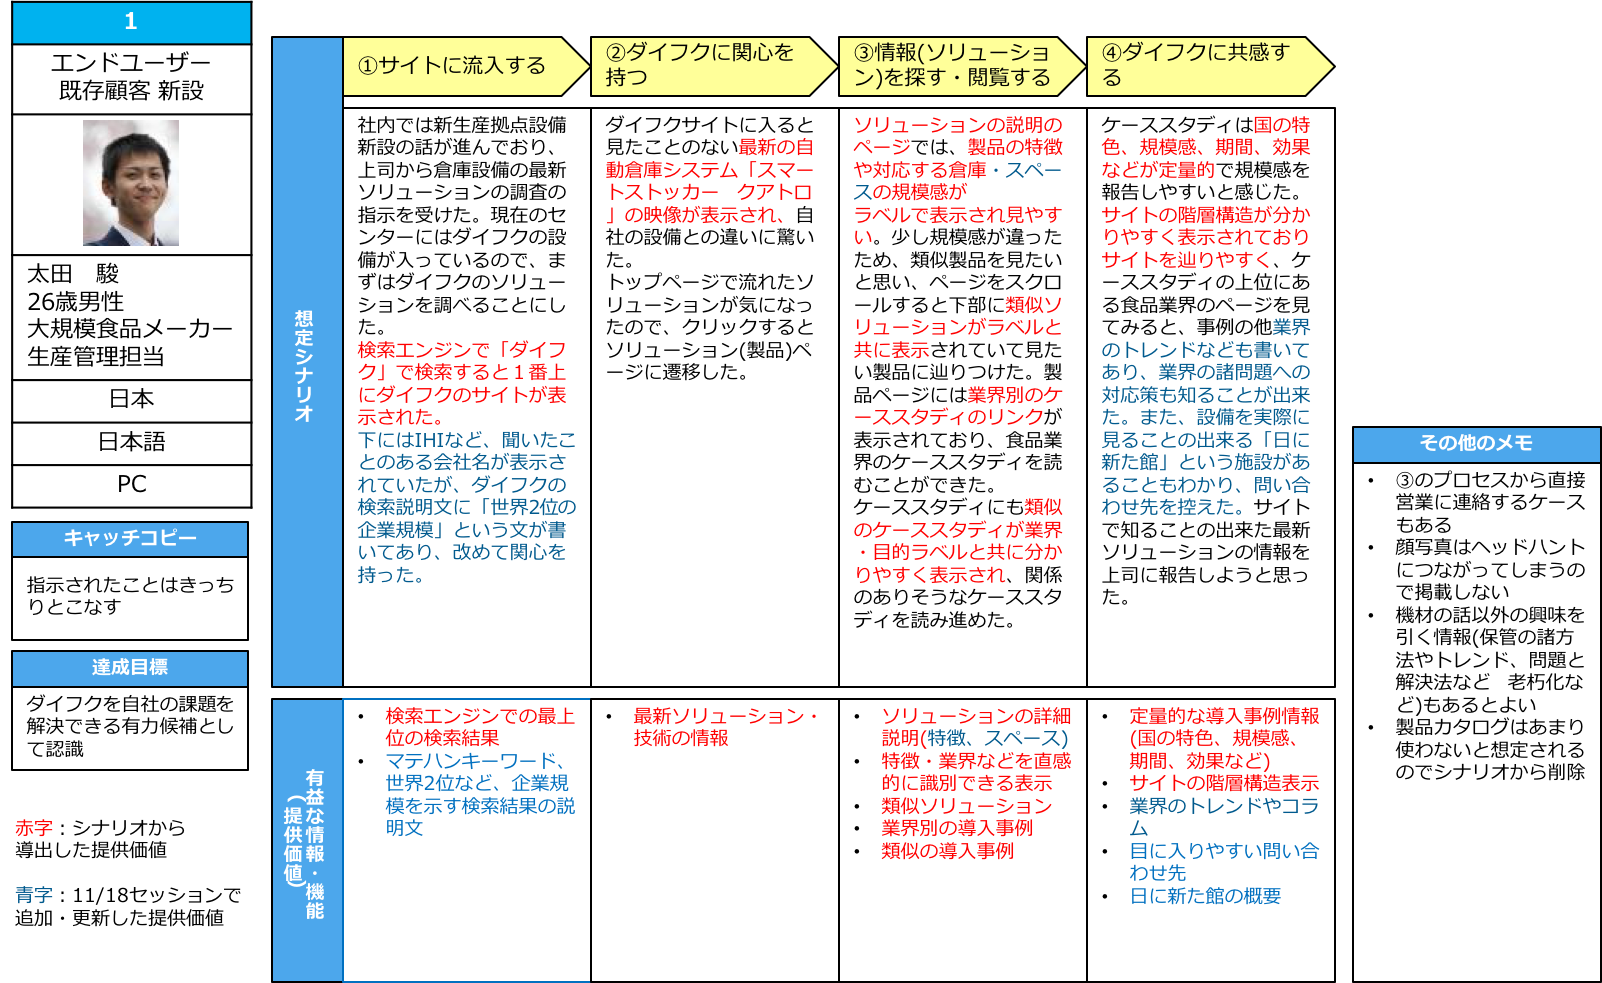 1
エンドユーザー
既存顧客 新設
太田　駿
26歳男性
大規模食品メーカー
生産管理担当
日本
日本語
PC
キャッチコピー
指示されたことはきっち
りとこなす
達成目標
ダイフクを自社の課題を
解決できる有力候補とし
て認識
赤字：シナリオから
導出した提供価値
青字：11/18セッションで
追加・更新した提供価値
想定シナリオ
①サイトに流入する
社内では新生産拠点設備
新設の話が進んでおり、
上司から倉庫設備の最新
ソリューションの調査の
指示を受けた。現在のセ
ンターにはダイフクの設
備が入っているので、ま
ずはダイフクのソリュー
ションを調べることにし
た。
検索エンジンで「ダイフ
ク」で検索すると１番上
にダイフクのサイトが表
示された。
下にはIHIなど、聞いたこ
とのある会社名が表示さ
れていたが、ダイフクの
検索説明文に「世界2位の
企業規模」という文が書
いてあり、改めて関心を
持った。
②ダイフクに関心を
持つ
ダイフクサイトに入ると
見たことのない最新の自
動倉庫システム「スマー
トストッカー　クアトロ
」の映像が表示され、自
社の設備との違いに驚い
た。
トップページで流れたソ
リューションが気になっ
たので、クリックすると
ソリューション(製品)ペ
ージに遷移した。
③情報(ソリューショ
ン)を探す・閲覧する
ソリューションの説明の
ページでは、製品の特徴
や対応する倉庫・スペー
スの規模感が
ラベルで表示され見やす
い。少し規模感が違った
ため、類似製品を見たい
と思い、ページをスクロ
ールすると下部に類似ソ
リューションがラベルと
共に表示されていて見た
い製品に辿りつけた。製
品ページには業界別のケ
ーススタディのリンクが
表示されており、食品業
界のケーススタディを読
むことができた。
ケーススタディにも類似
のケーススタディが業界
・目的ラベルと共に分か
りやすく表示され、関係
のありそうなケーススタ
ディを読み進めた。
④ダイフクに共感す
る
ケーススタディは国の特
色、規模感、期間、効果
などが定量的で規模感を
報告しやすいと感じた。
サイトの階層構造が分か
りやすく表示されており
サイトを辿りやすく、ケ
ーススタディの上位にあ
る食品業界のページを見
てみると、事例の他業界
のトレンドなども書いて
あり、業界の諸問題への
対応策も知ることが出来
た。また、設備を実際に
見ることの出来る「日に
新た館」という施設があ
ることもわかり、問い合
わせ先を控えた。サイト
で知ることの出来た最新
ソリューションの情報を
上司に報告しようと思っ
た。
有益な情報・機能
（提供価値）
• 検索エンジンでの最上
位の検索結果
• マテハンキーワード、
世界2位など、企業規
模を示す検索結果の説
明文
• 最新ソリューション・
技術の情報
• ソリューションの詳細
説明(特徴、スペース)
• 特徴・業界などを直感
的に識別できる表示
• 類似ソリューション
• 業界別の導入事例
• 類似の導入事例
• 定量的な導入事例情報
(国の特色、規模感、
期間、効果など)
• サイトの階層構造表示
• 業界のトレンドやコラ
ム
• 目に入りやすい問い合
わせ先
• 日に新た館の概要
その他のメモ
• ③のプロセスから直接
営業に連絡するケース
もある
• 顔写真はヘッドハント
につながってしまうの
で掲載しない
• 機材の話以外の興味を
引く情報(保管の諸方
法やトレンド、問題と
解決法など　老朽化な
ど)もあるとよい
• 製品カタログはあまり
使わないと想定される
のでシナリオから削除